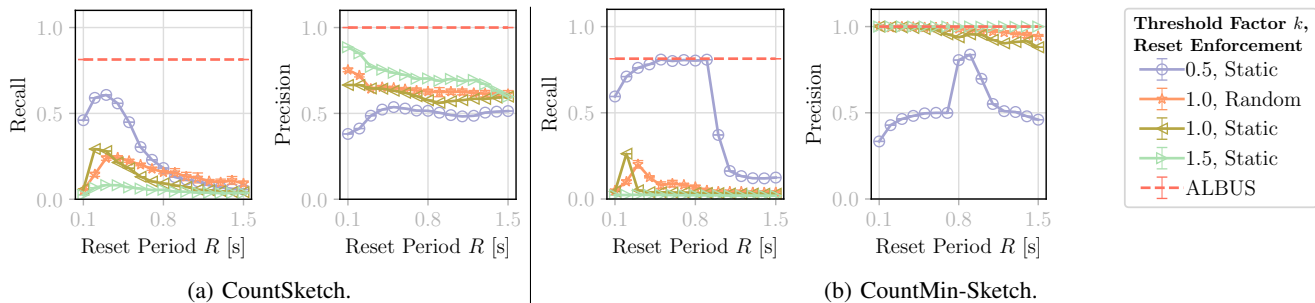 Recall
1.0
0.5
0.0
0.1
0.8
1.5
Reset Period R [s]
Precision
1.0
0.5
0.0
0.1
0.8
1.5
Reset Period R [s]
(a) CountSketch.
Recall
1.0
0.5
0.0
0.1
0.8
1.5
Reset Period R [s]
Precision
1.0
0.5
0.0
0.1
0.8
1.5
Reset Period R [s]
(b) CountMin-Sketch.
Threshold Factor k,
Reset Enforcement
0.5, Static
1.0, Random
1.0, Static
1.5, Static
ALBUS